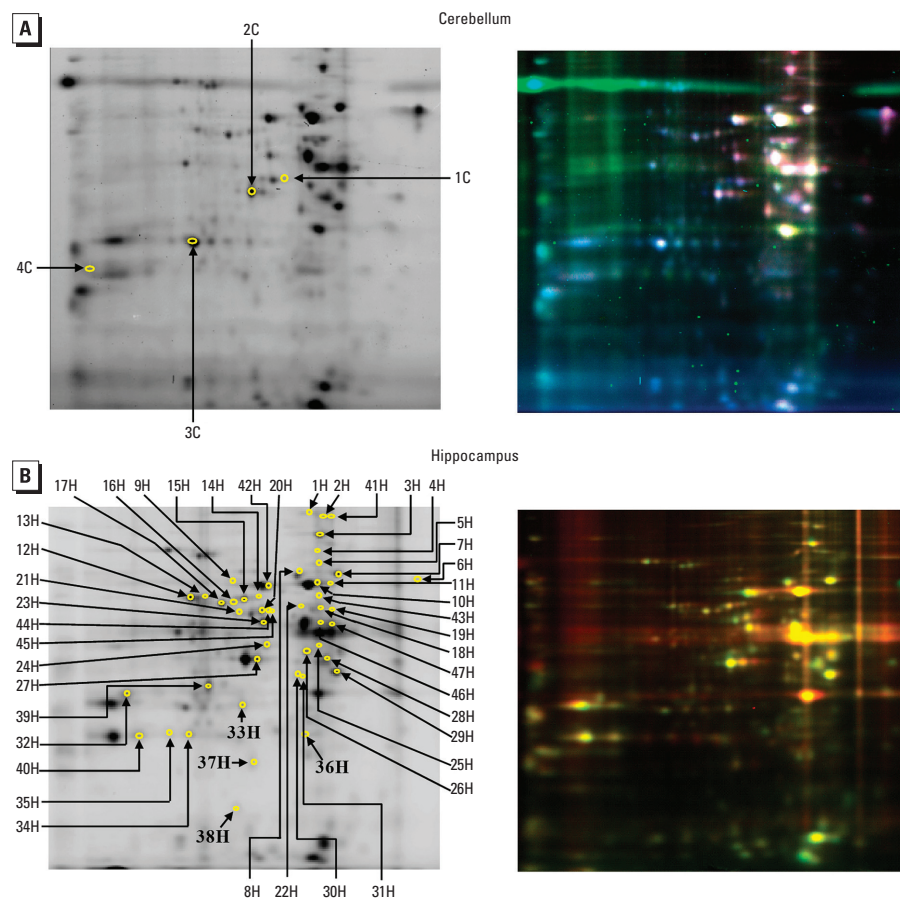 A
Cerebellum
2C
1C
4C
3C
B
Hippocampus
17H 16H 9H 15H 14H 42H 20H 1H 2H 41H 3H 4H
13H
12H
21H
23H
44H
45H
24H
27H
39H
32H
40H
35H
34H
5H
7H
6H
11H
10H
43H
19H
18H
47H
46H
28H
29H
25H
26H
33H
37H
36H
38H
8H 22H 30H 31H